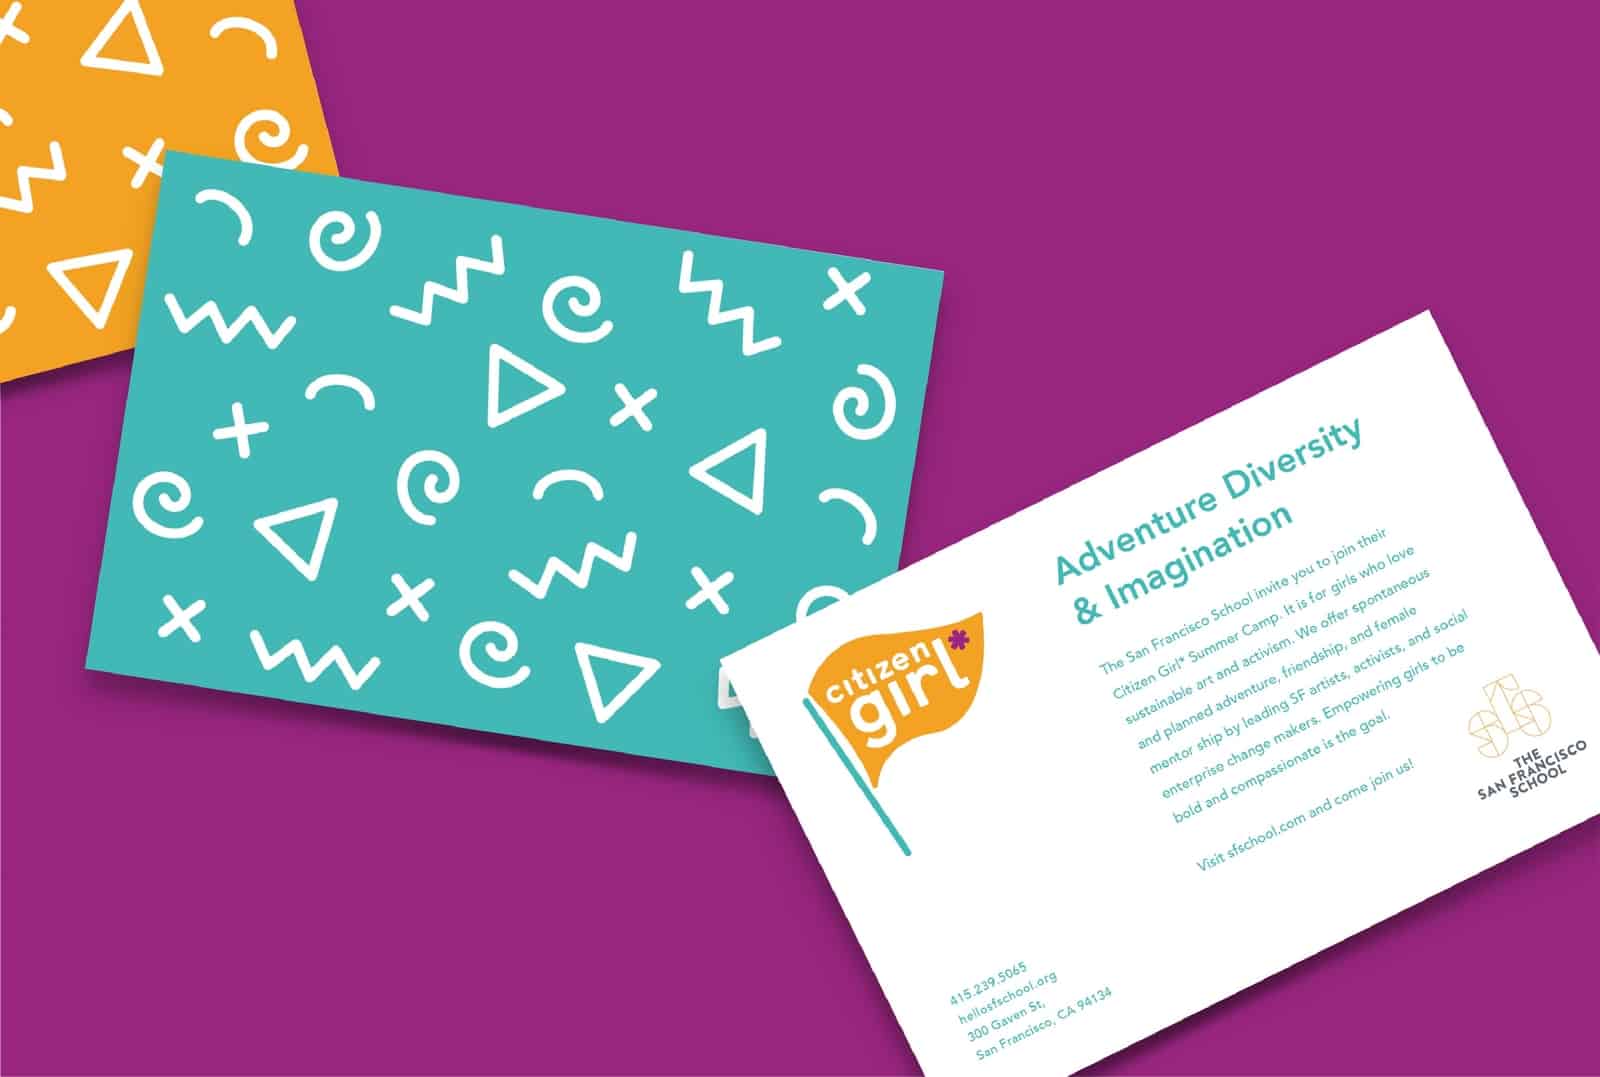 citizen
girl*
Adventure Diversity
& Imagination
The San Francisco School invite you to join their
Citizen Girl* Summer Camp. It is for girls who love
sustainable art and activism. We offer spontaneous
and planned adventure, friendship, and female
mentor ship by leading SF artists, activists, and social
enterprise change makers. Empowering girls to be
bold and compassionate is the goal.
Visit sfschool.com and come join us!
sfs
THE
SAN FRANCISCO
SCHOOL
415.239.5065
hellosfschool.org
300 Gaven St,
San Francisco, CA 94134